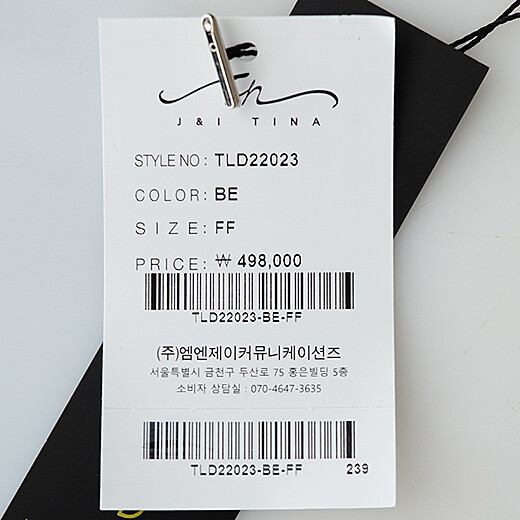 J & I TINA
STYLE NO : TLD22023
COLOR: BE
SIZE: FF
PRICE: ₩ 498,000
TLD22023-BE-FF
(주)엠엔제이커뮤니케이션즈
서울특별시 금천구 두산로 75 홍은빌딩 5층
소비자 상담실 : 070-4647-3635
TLD22023-BE-FF 239